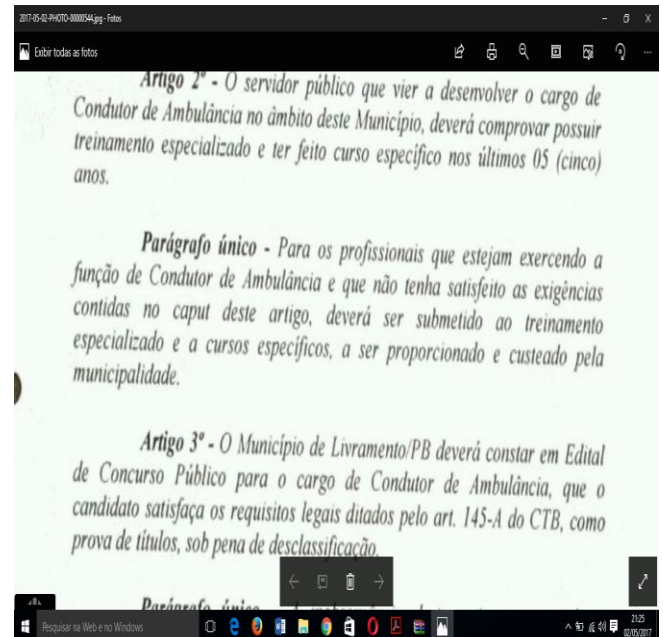 2017-05-02-PHOTO-00000544.jpg - Fotos
Exibir todas as fotos
Artigo 2º - O servidor público que vier a desenvolver o cargo de
Condutor de Ambulância no âmbito deste Município, deverá comprovar possuir
treinamento especializado e ter feito curso específico nos últimos 05 (cinco)
anos.
Parágrafo único - Para os profissionais que estejam exercendo a
função de Condutor de Ambulância e que não tenha satisfeito as exigências
contidas no caput deste artigo, deverá ser submetido ao treinamento
especializado e a cursos específicos, a ser proporcionado e custeado pela
municipalidade.
Artigo 3º - O Município de Livramento/PB deverá constar em Edital
de Concurso Público para o cargo de Condutor de Ambulância, que o
candidato satisfaça os requisitos legais ditados pelo art. 145-A do CTB, como
prova de títulos, sob pena de desclassificação.
Parágrafo único
Pesquisar na Web e no Windows
21:25
02/05/2017